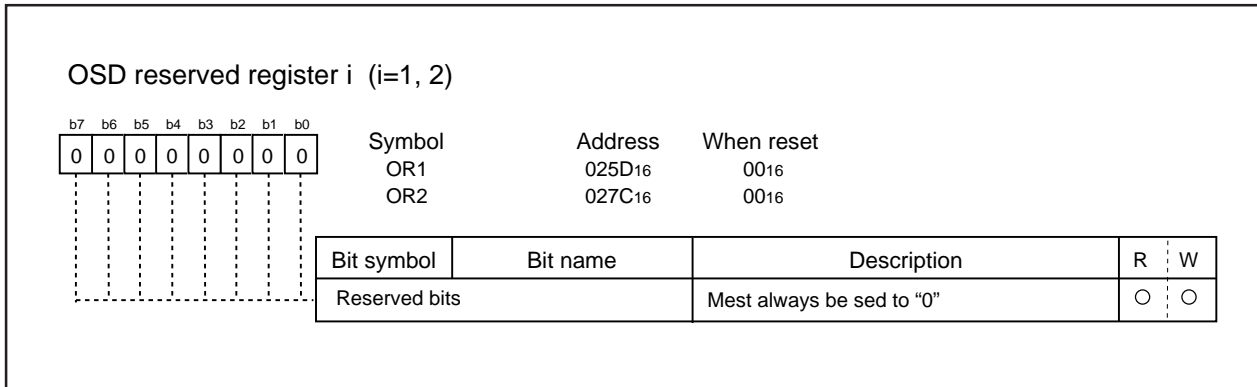 OSD reserved register i (i=1, 2)
b7 b6 b5 b4 b3 b2 b1 b0
0 0 0 0 0 0 0 0
Symbol Address When reset
OR1 025D16 0016
OR2 027C16 0016
Bit symbol Bit name Description R W
Reserved bits Mest always be sed to “0” ○ ○